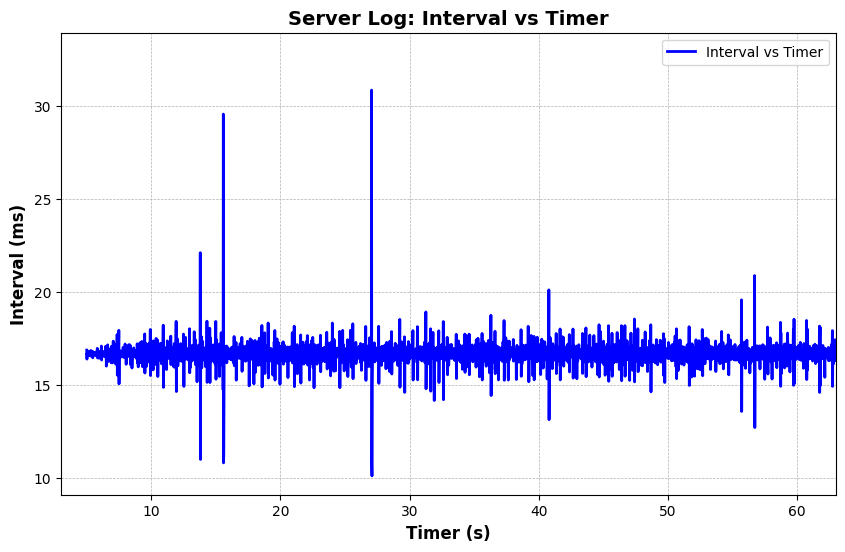 Server Log: Interval vs Timer
Interval vs Timer
Interval (ms)
30
25
20
15
10
10 20 30 40 50 60
Timer (s)